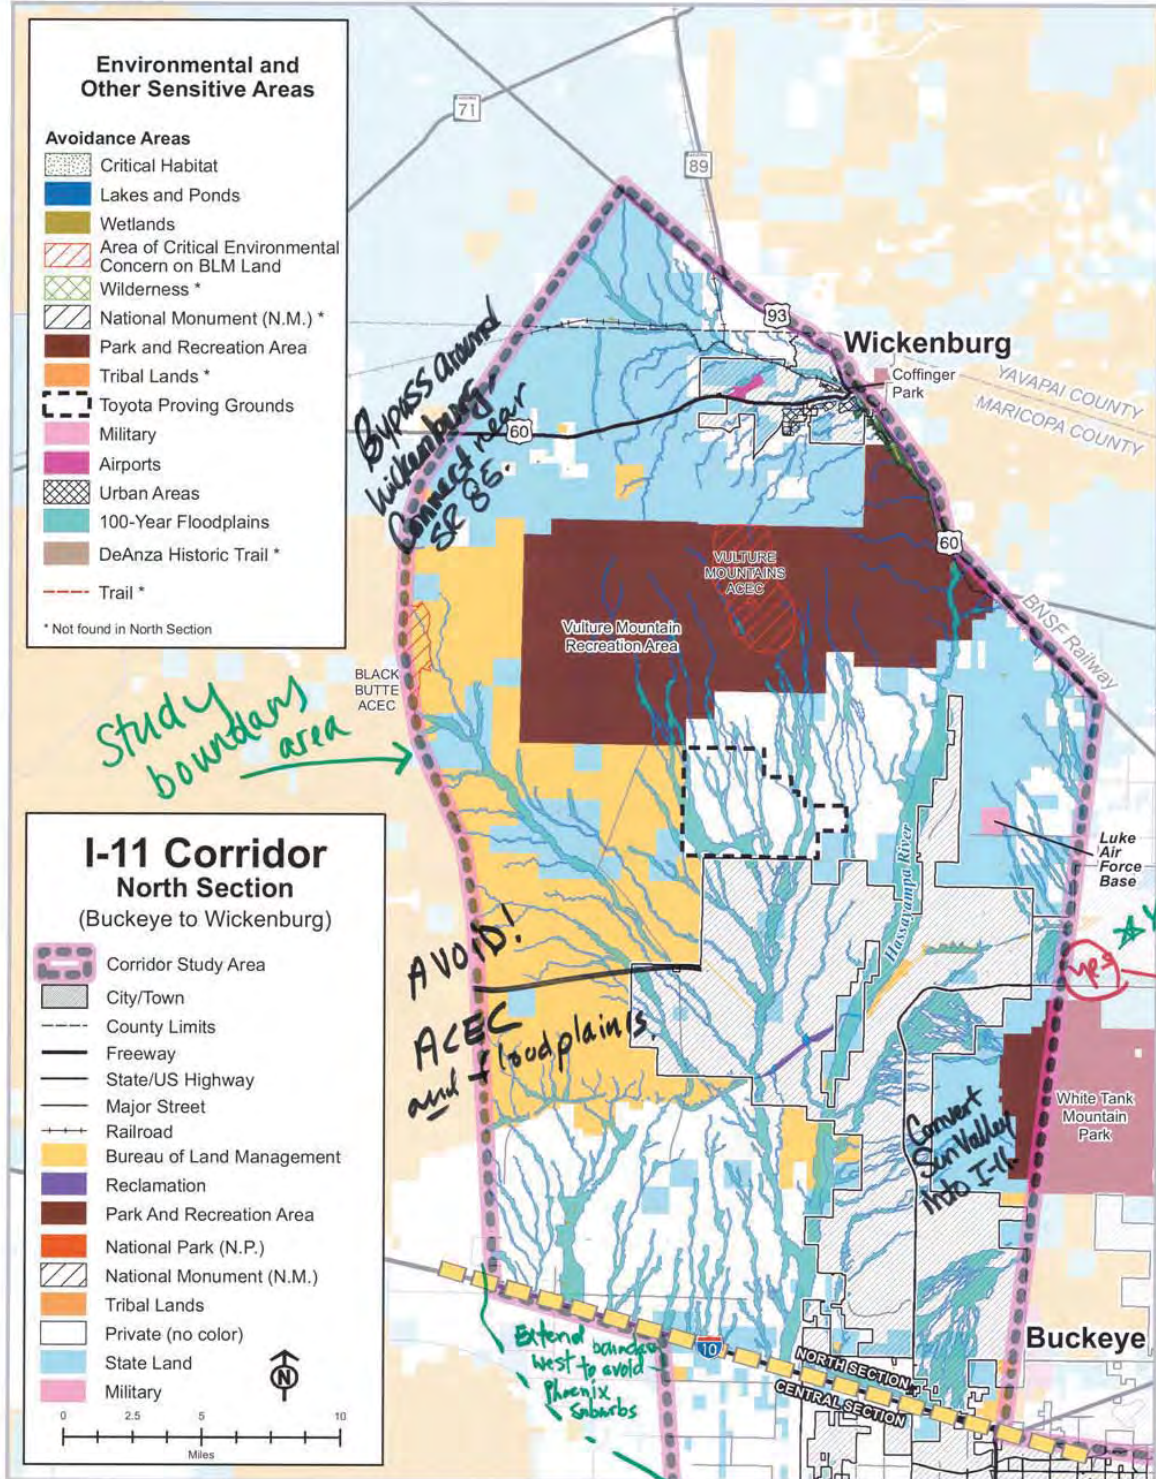 Environmental and
Other Sensitive Areas
Avoidance Areas
Critical Habitat
Lakes and Ponds
Wetlands
Area of Critical Environmental
Concern on BLM Land
Wilderness *
National Monument (N.M.) *
Park and Recreation Area
Tribal Lands *
Toyota Proving Grounds
Military
Airports
Urban Areas
100-Year Floodplains
DeAnza Historic Trail *
Trail *
* Not found in North Section
71
89
93
Wickenburg
Coffinger
Park
YAVAPAI COUNTY
MARICOPA COUNTY
60
Bypass around
Wickenburg,
Connect near
VULTURE
MOUNTAINS
ACEC
60
Vulture Mountain
Recreation Area
BNSF Railway
BLACK
BUTTE
ACEC
Study
boundary
area
Luke
Air
Force
Base
Hassayampa River
AVOID!
ACEC
and floodplains
yes
White Tank
Mountain
Park
Convert
Sun Valley
into I-11.
I-11 Corridor
North Section
(Buckeye to Wickenburg)
Corridor Study Area
City/Town
County Limits
Freeway
State/US Highway
Major Street
Railroad
Bureau of Land Management
Reclamation
Park And Recreation Area
National Park (N.P.)
National Monument (N.M.)
Tribal Lands
Private (no color)
State Land
Military
N
0 2.5 5 10
Miles
Extend boundary
West to avoid
Phoenix
Suburbs
10
NORTH SECTION
CENTRAL SECTION
Buckeye